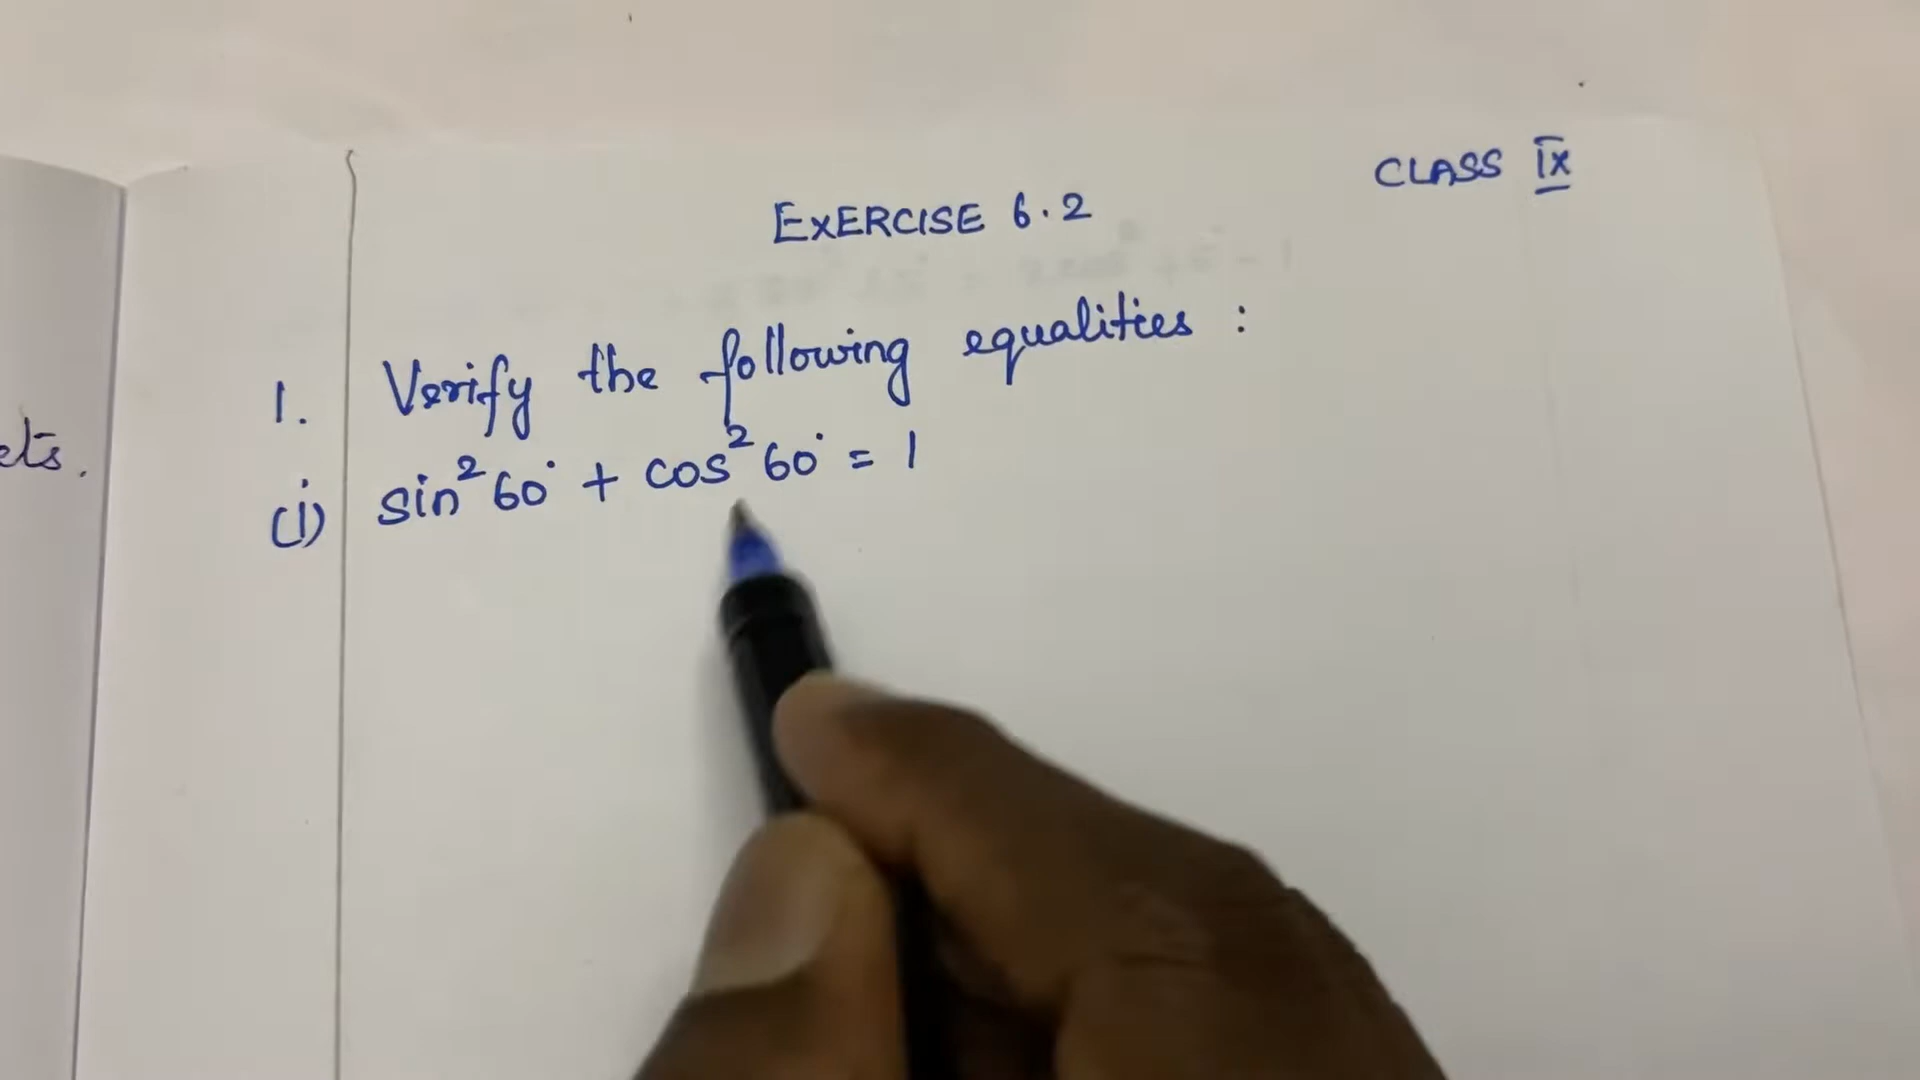 CLASS IX
EXERCISE 6.2
1. Verify the following equalities :
(i) sin²60° + cos²60° = 1